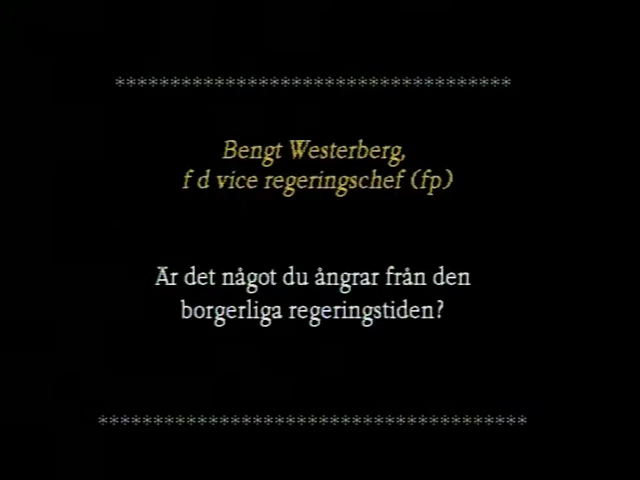 ************************************
Bengt Westerberg,
f d vice regeringschef (fp)
Är det något du ångrar från den
borgerliga regeringstiden?
***************************************